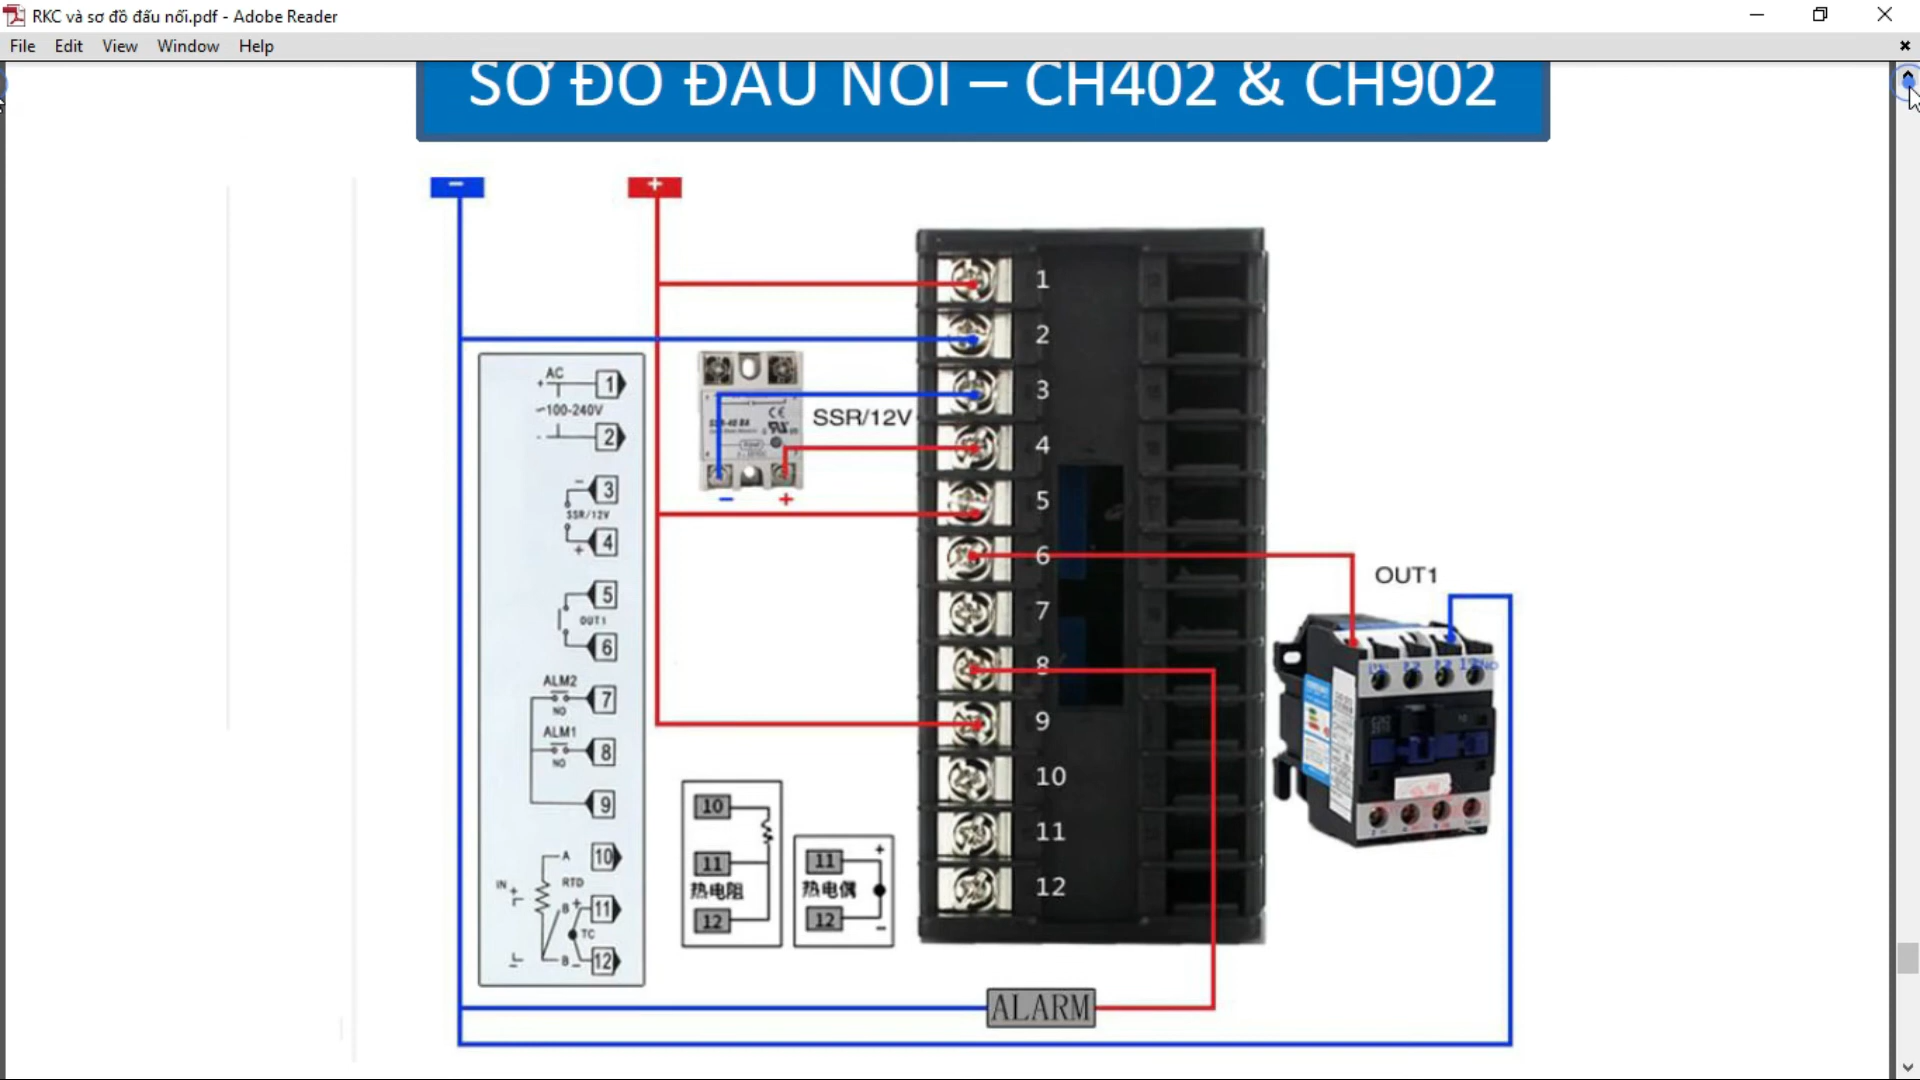 RKC và sơ đồ đấu nối.pdf - Adobe Reader
File Edit View Window Help
SƠ ĐỒ ĐẤU NỐI – CH402 & CH902
− +
1
2
3
4
5
6
7
8
9
10
11
12
AC
+ 1
~100-240V
- 2
− 3
SSR/12V
+ 4
5
OUT1
6
ALM2
NO 7
ALM1
NO 8
9
A 10
IN + RTD
B + 11
TC
B − 12
SSR/12V
− +
10
11
热电阻
12
+
11
热电偶
12
−
OUT1
ALARM